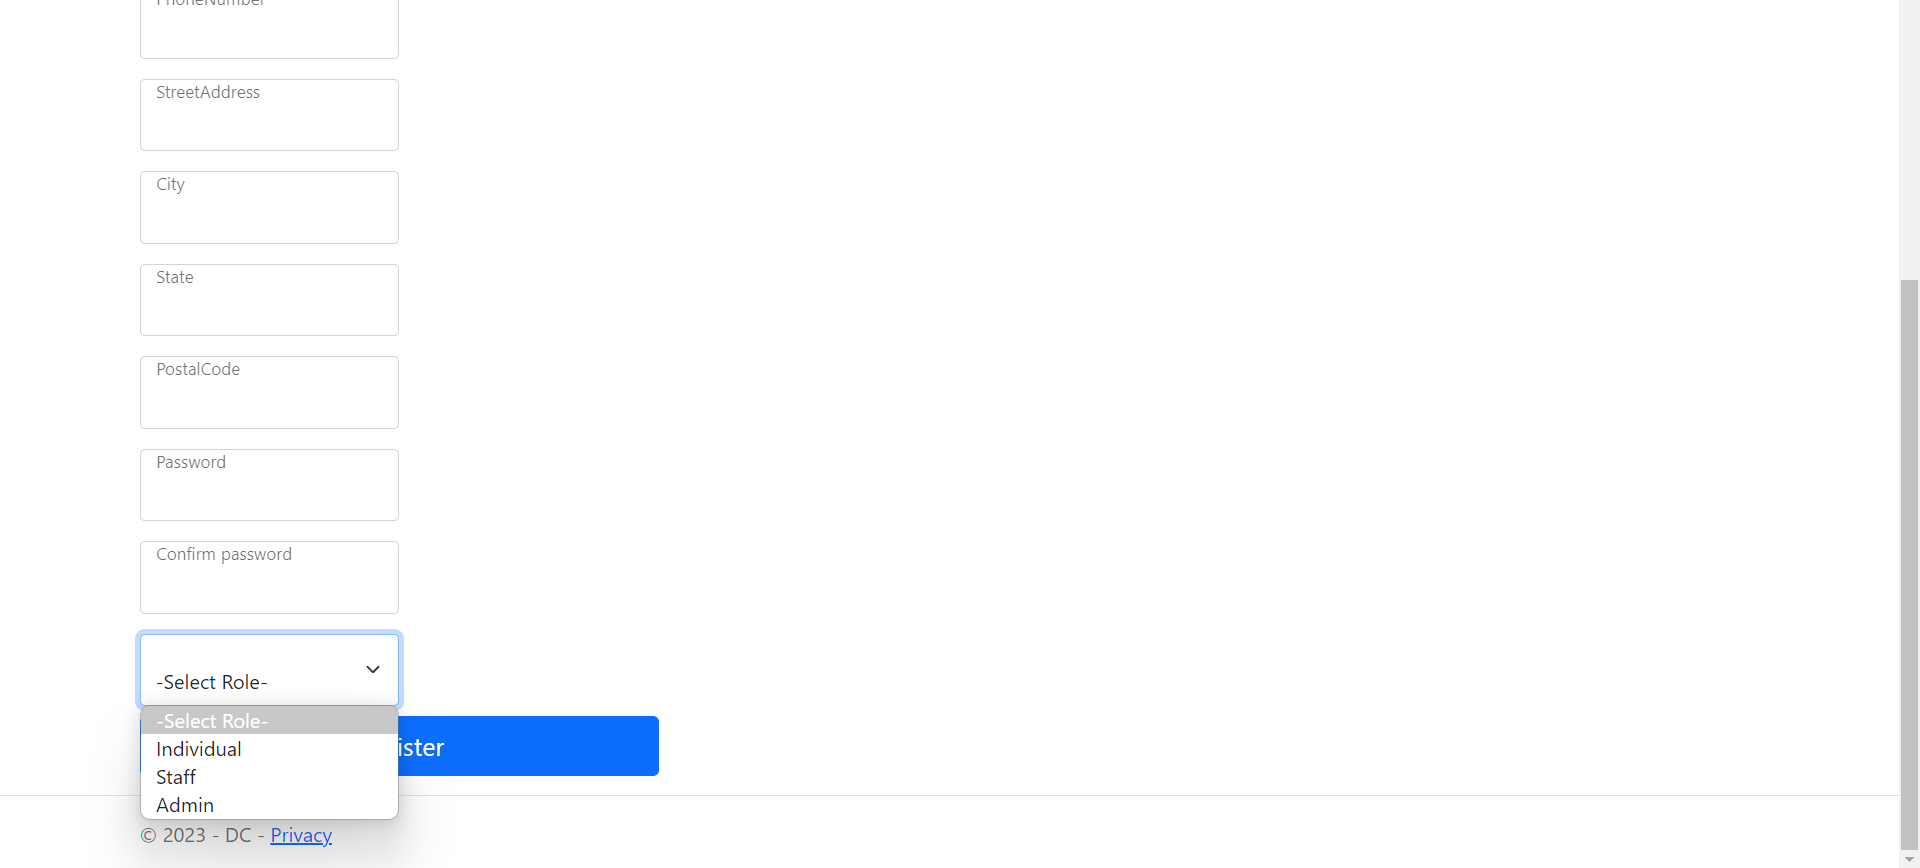 PhoneNumber
StreetAddress
City
State
PostalCode
Password
Confirm password
-Select Role-
-Select Role-
Individual
ister
Staff
Admin
© 2023 - DC - Privacy